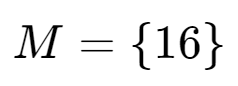 M = {16}